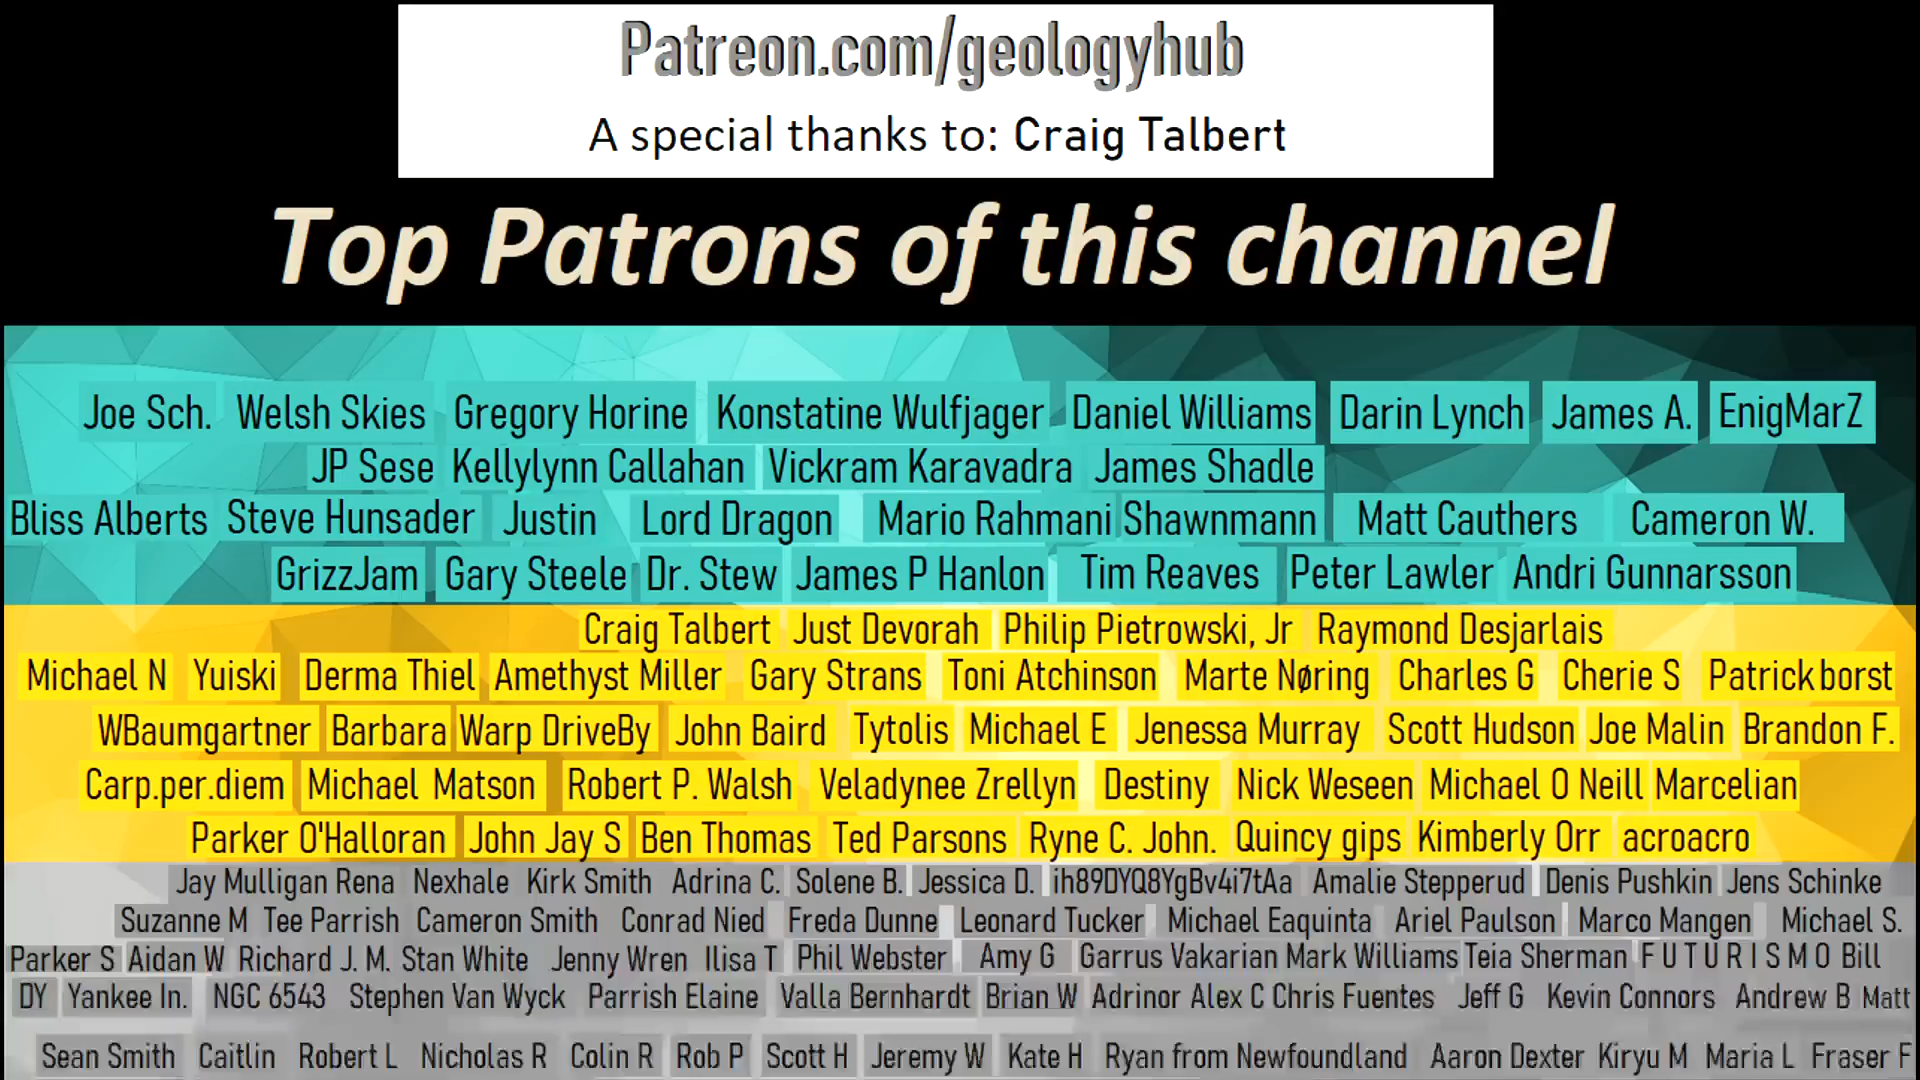 Patreon.com/geologyhub
A special thanks to: Craig Talbert
Top Patrons of this channel
Joe Sch. Welsh Skies Gregory Horine Konstatine Wulfjager Daniel Williams Darin Lynch James A. EnigMarZ
JP Sese Kellylynn Callahan Vickram Karavadra James Shadle
Bliss Alberts Steve Hunsader Justin Lord Dragon Mario Rahmani Shawnmann Matt Cauthers Cameron W.
GrizzJam Gary Steele Dr. Stew James P Hanlon Tim Reaves Peter Lawler Andri Gunnarsson
Craig Talbert Just Devorah Philip Pietrowski, Jr Raymond Desjarlais
Michael N Yuiski Derma Thiel Amethyst Miller Gary Strans Toni Atchinson Marte Nøring Charles G Cherie S Patrick borst
WBaumgartner Barbara Warp DriveBy John Baird Tytolis Michael E Jenessa Murray Scott Hudson Joe Malin Brandon F.
Carp.per.diem Michael Matson Robert P. Walsh Veladynee Zrellyn Destiny Nick Weseen Michael O Neill Marcelian
Parker O'Halloran John Jay S Ben Thomas Ted Parsons Ryne C. John. Quincy gips Kimberly Orr acroacro
Jay Mulligan Rena Nexhale Kirk Smith Adrina C. Solene B. Jessica D. ih89DYQ8YgBv4i7tAa Amalie Stepperud Denis Pushkin Jens Schinke
Suzanne M Tee Parrish Cameron Smith Conrad Nied Freda Dunne Leonard Tucker Michael Eaquinta Ariel Paulson Marco Mangen Michael S.
Parker S Aidan W Richard J. M. Stan White Jenny Wren Ilisa T Phil Webster Amy G Garrus Vakarian Mark Williams Teia Sherman F U T U R I S M O Bill
DY Yankee In. NGC 6543 Stephen Van Wyck Parrish Elaine Valla Bernhardt Brian W Adrinor Alex C Chris Fuentes Jeff G Kevin Connors Andrew B Matt
Sean Smith Caitlin Robert L Nicholas R Colin R Rob P Scott H Jeremy W Kate H Ryan from Newfoundland Aaron Dexter Kiryu M Maria L Fraser F